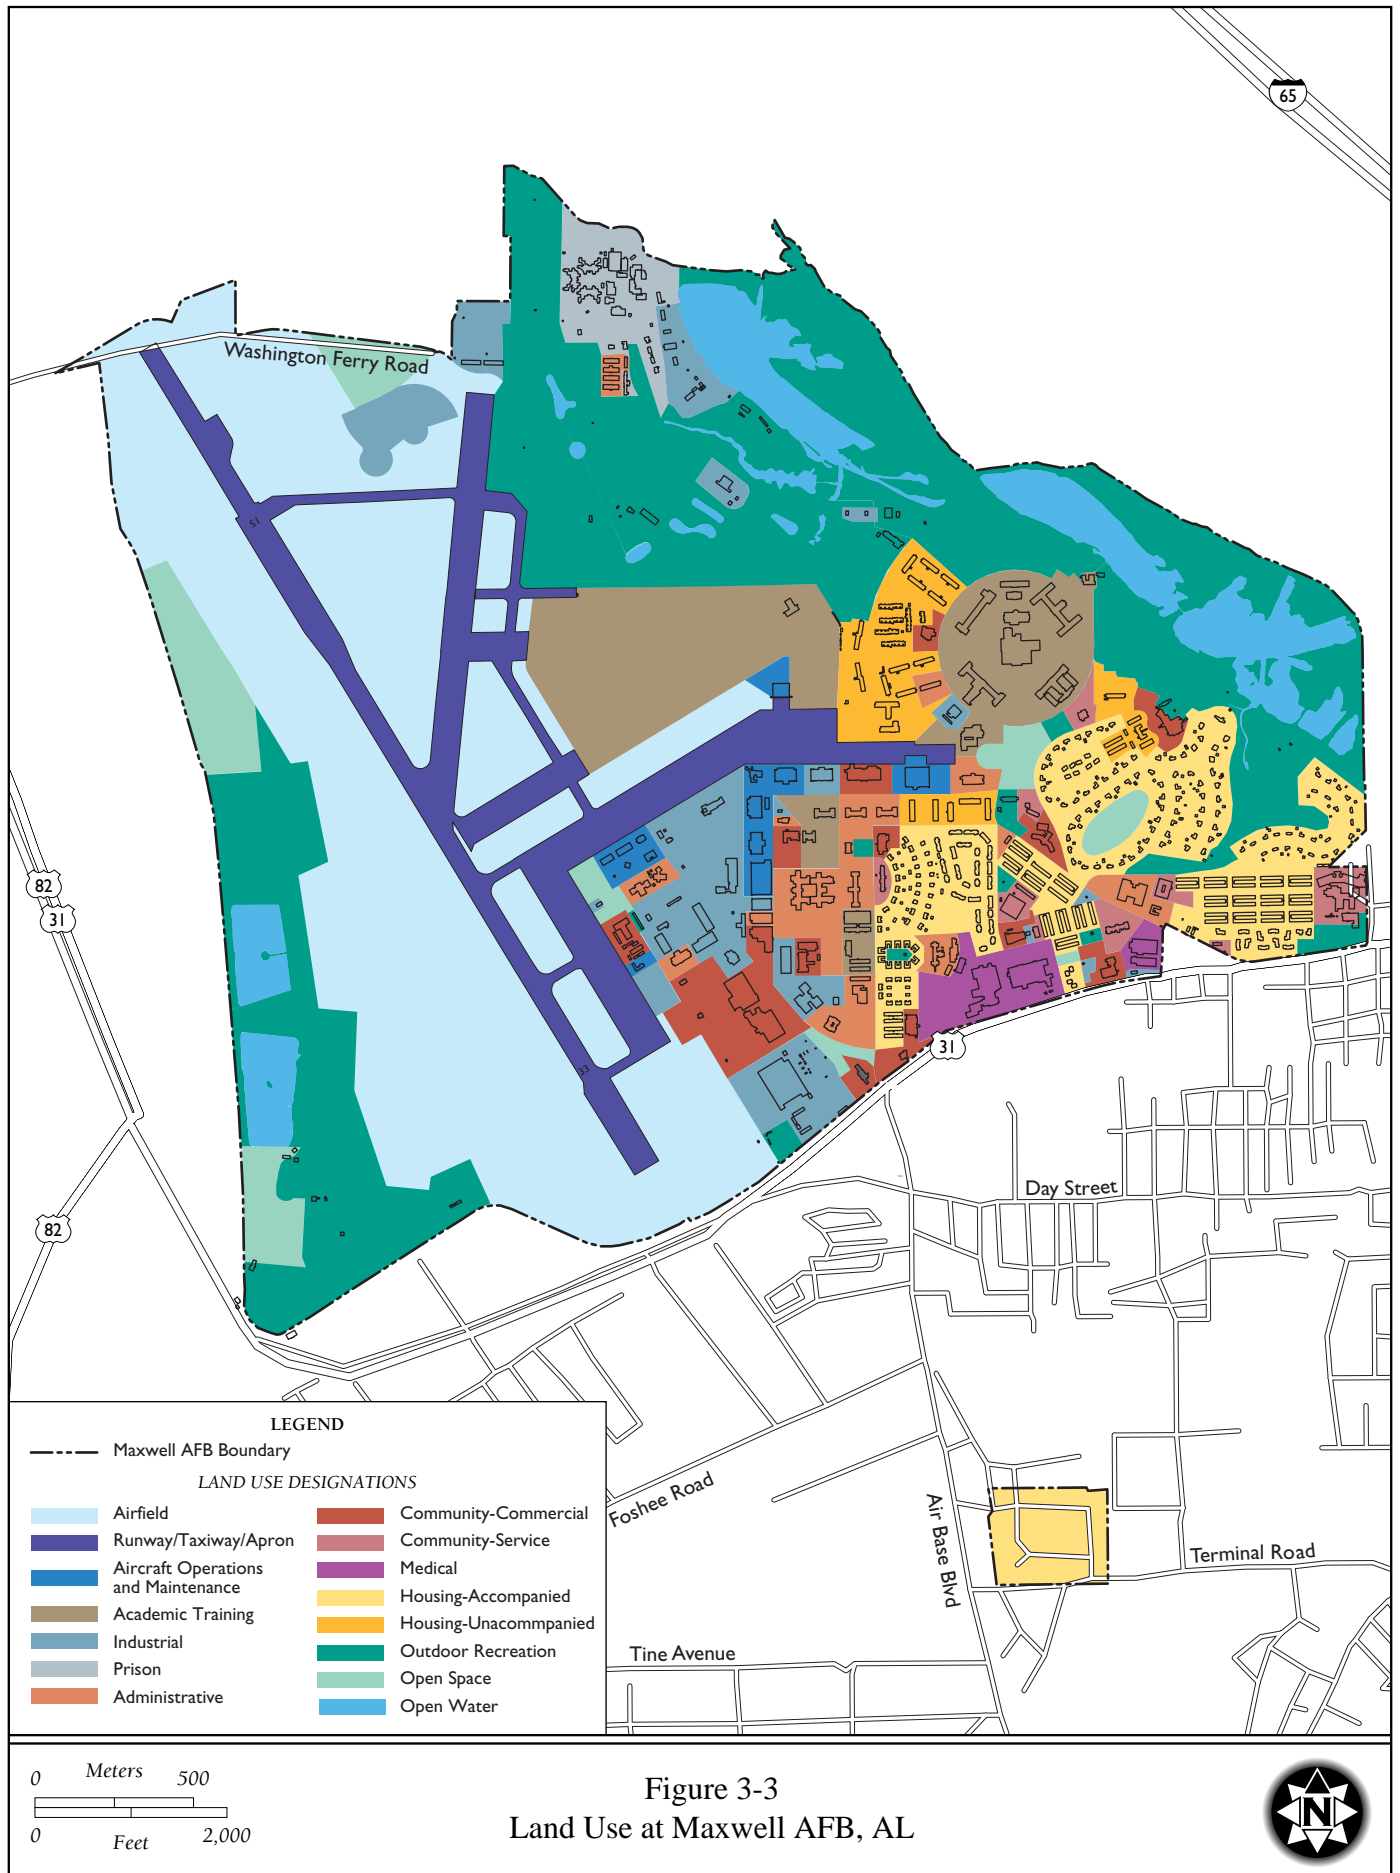 65
Washington Ferry Road
15
82
31
33
31
82
Day Street
Foshee Road
Air Base Blvd
Terminal Road
Tine Avenue
LEGEND
Maxwell AFB Boundary
LAND USE DESIGNATIONS
Airfield
Runway/Taxiway/Apron
Aircraft Operations
and Maintenance
Academic Training
Industrial
Prison
Administrative
Community-Commercial
Community-Service
Medical
Housing-Accompanied
Housing-Unacommpanied
Outdoor Recreation
Open Space
Open Water
0 Meters 500
0 Feet 2,000
Figure 3-3
Land Use at Maxwell AFB, AL
N